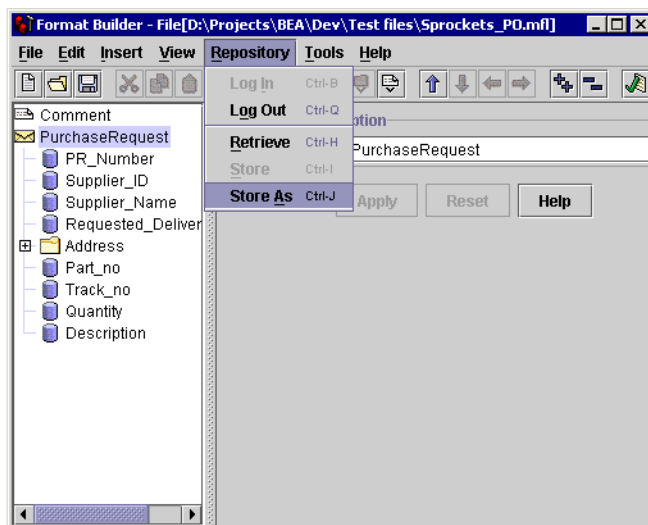 Format Builder - File[D:\Projects\BEA\Dev\Test files\Sprockets_PO.mfl]
File Edit Insert View Repository Tools Help
Log In Ctrl-B
Log Out Ctrl-Q
Retrieve Ctrl-H
Store Ctrl-I
Store As Ctrl-J
Comment
PurchaseRequest
PR_Number
Supplier_ID
Supplier_Name
Requested_Deliver
Address
Part_no
Track_no
Quantity
Description
ption
PurchaseRequest
Apply Reset Help